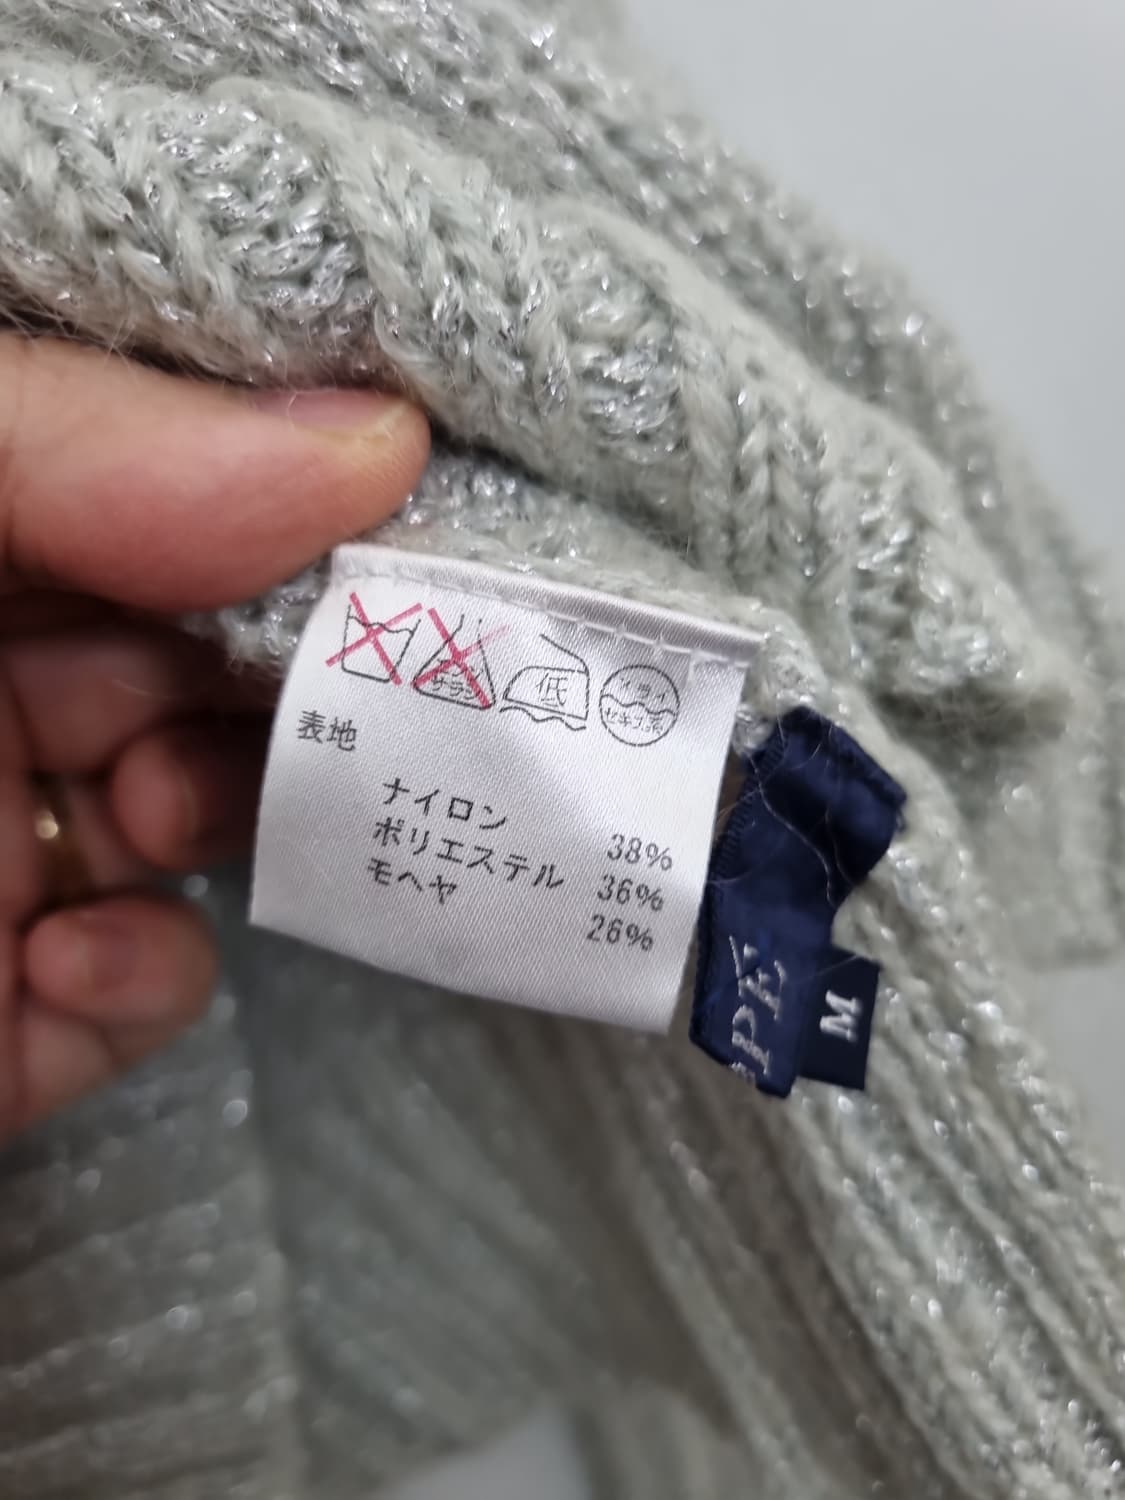 低
ドライ
セキユ系
表地
ナイロン 38%
ポリエステル 36%
モヘヤ 26%
M